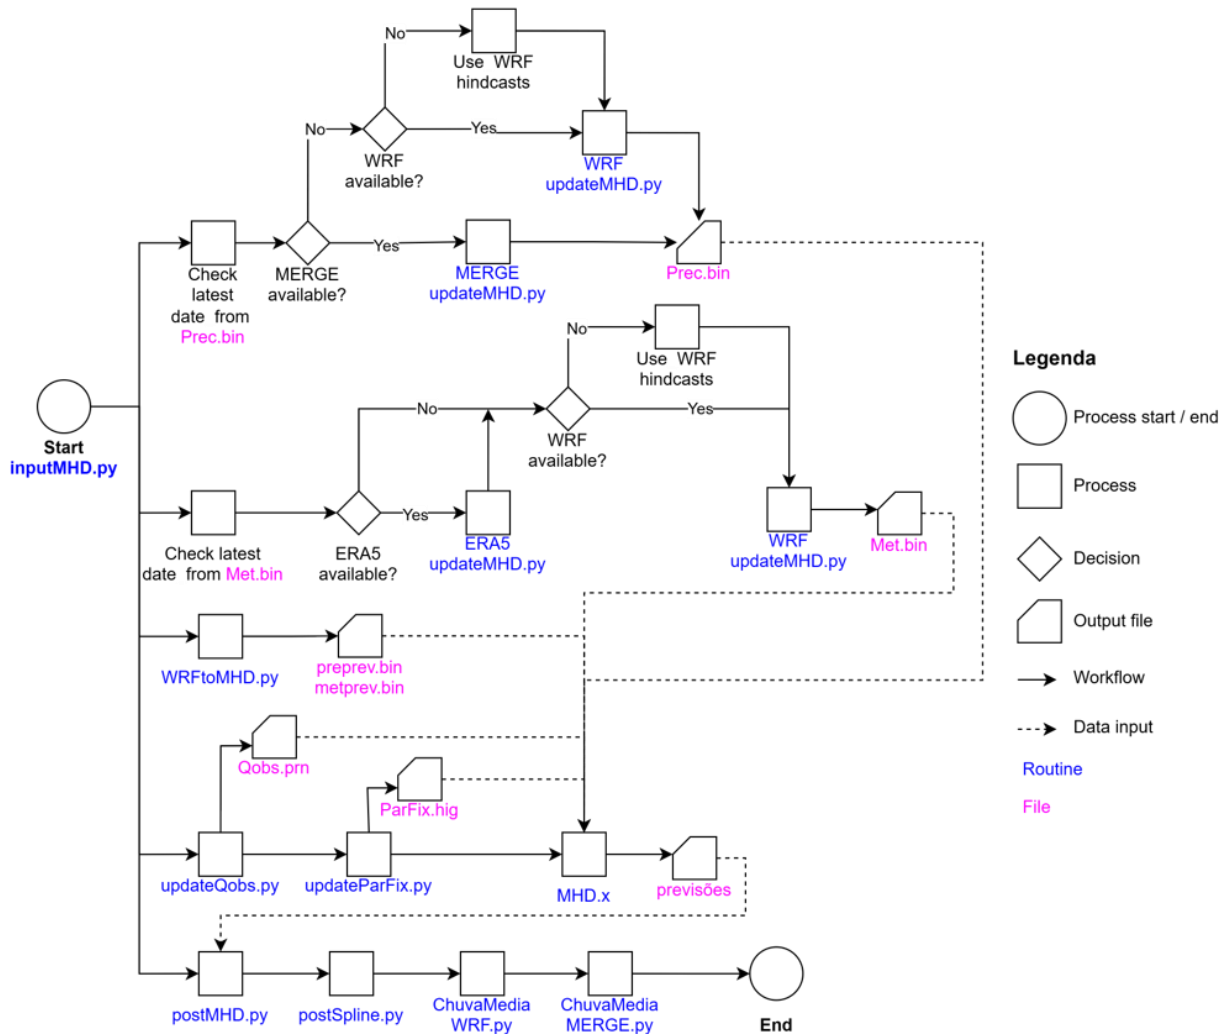 No
Use WRF
hindcasts
No
Yes
WRF
available?
WRF
updateMHD.py
Yes
Check
latest
date from
Prec.bin
MERGE
available?
MERGE
updateMHD.py
Prec.bin
No
Use WRF
hindcasts
Legenda
Start
inputMHD.py
No
Yes
WRF
available?
Process start / end
Process
Yes
Check latest
date from Met.bin
ERA5
available?
ERA5
updateMHD.py
WRF
updateMHD.py
Met.bin
Decision
Output file
WRFtoMHD.py
preprev.bin
metprev.bin
Workflow
Data input
Qobs.prn
Routine
ParFix.hig
File
updateQobs.py
updateParFix.py
MHD.x
previsões
postMHD.py
postSpline.py
ChuvaMedia
WRF.py
ChuvaMedia
MERGE.py
End